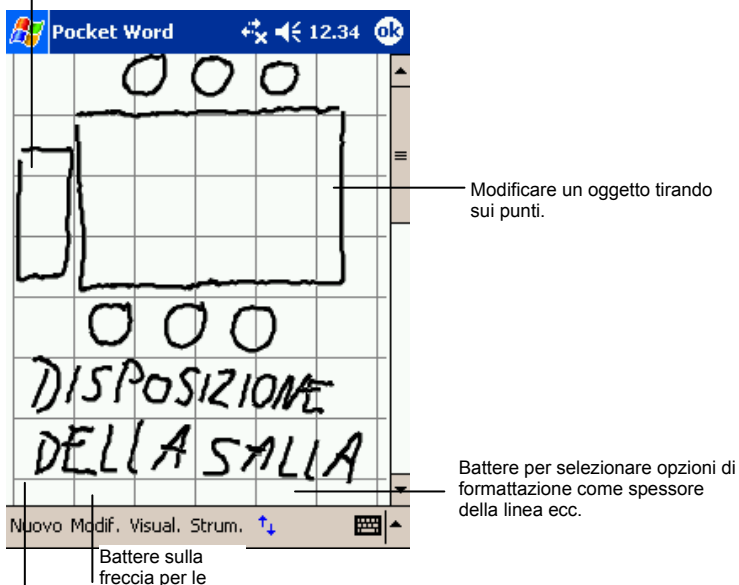 Pocket Word 12.34 ok
Modificare un oggetto tirando
sui punti.
DISPOSIZIONE
DELLA SALLA
Battere per selezionare opzioni di
formattazione come spessore
della linea ecc.
Nuovo Modif. Visual. Strum.
Battere sulla
freccia per le